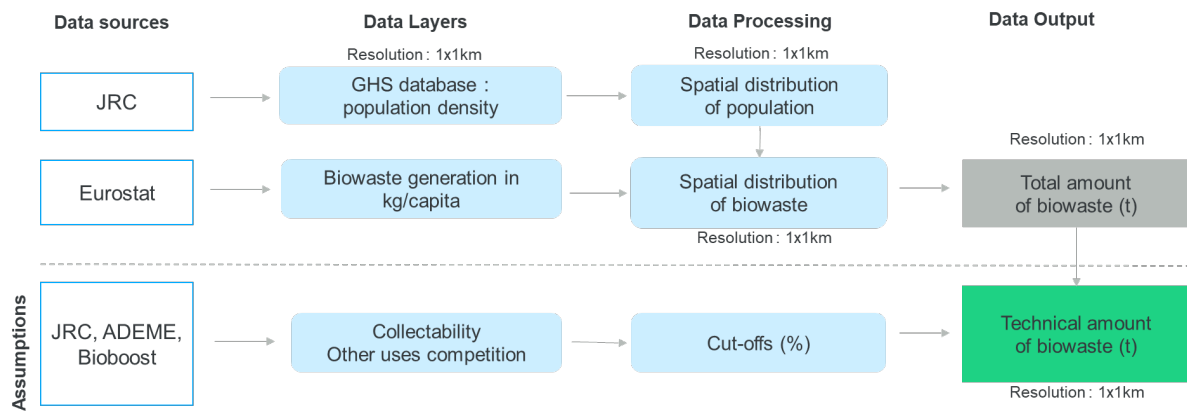 Data sources
Data Layers
Data Processing
Data Output
Resolution : 1x1km
Resolution : 1x1km
JRC
GHS database :
population density
Spatial distribution
of population
Resolution : 1x1km
Eurostat
Biowaste generation in
kg/capita
Spatial distribution
of biowaste
Total amount
of biowaste (t)
Resolution : 1x1km
Assumptions
JRC, ADEME,
Bioboost
Collectability
Other uses competition
Cut-offs (%)
Technical amount
of biowaste (t)
Resolution : 1x1km